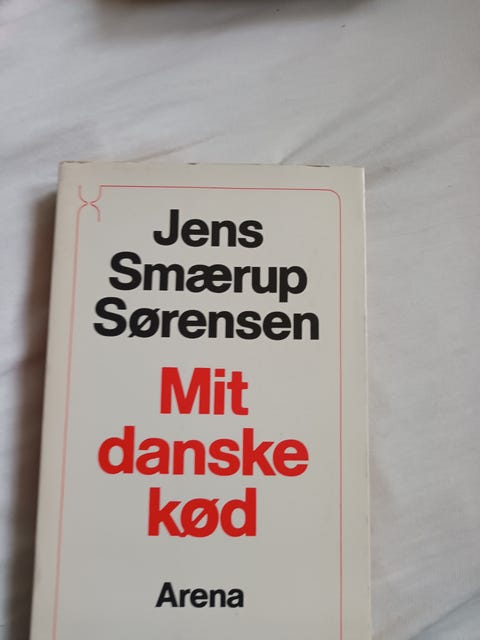 Jens
Smærup
Sørensen
Mit
danske
kød
Arena